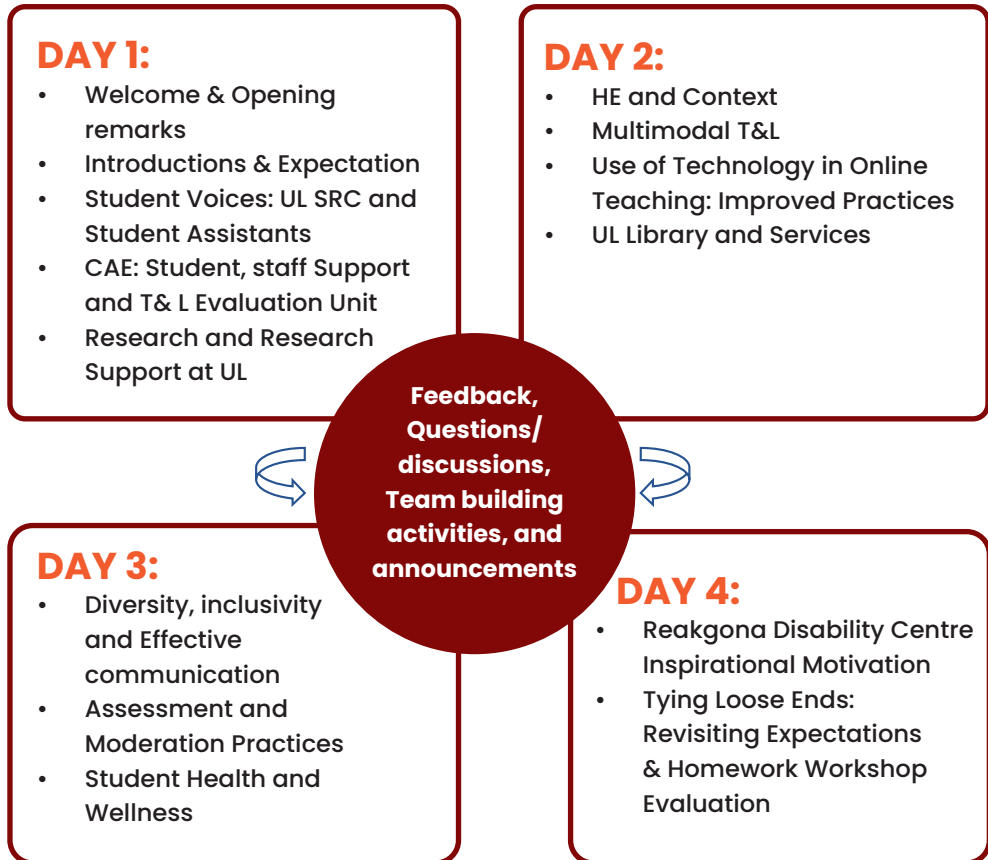 DAY 1:
• Welcome & Opening
remarks
• Introductions & Expectation
• Student Voices: UL SRC and
Student Assistants
• CAE: Student, staff Support
and T& L Evaluation Unit
• Research and Research
Support at UL
DAY 2:
• HE and Context
• Multimodal T&L
• Use of Technology in Online
Teaching: Improved Practices
• UL Library and Services
Feedback,
Questions/
discussions,
Team building
activities, and
announcements
DAY 3:
• Diversity, inclusivity
and Effective
communication
• Assessment and
Moderation Practices
• Student Health and
Wellness
DAY 4:
• Reakgona Disability Centre
Inspirational Motivation
• Tying Loose Ends:
Revisiting Expectations
& Homework Workshop
Evaluation